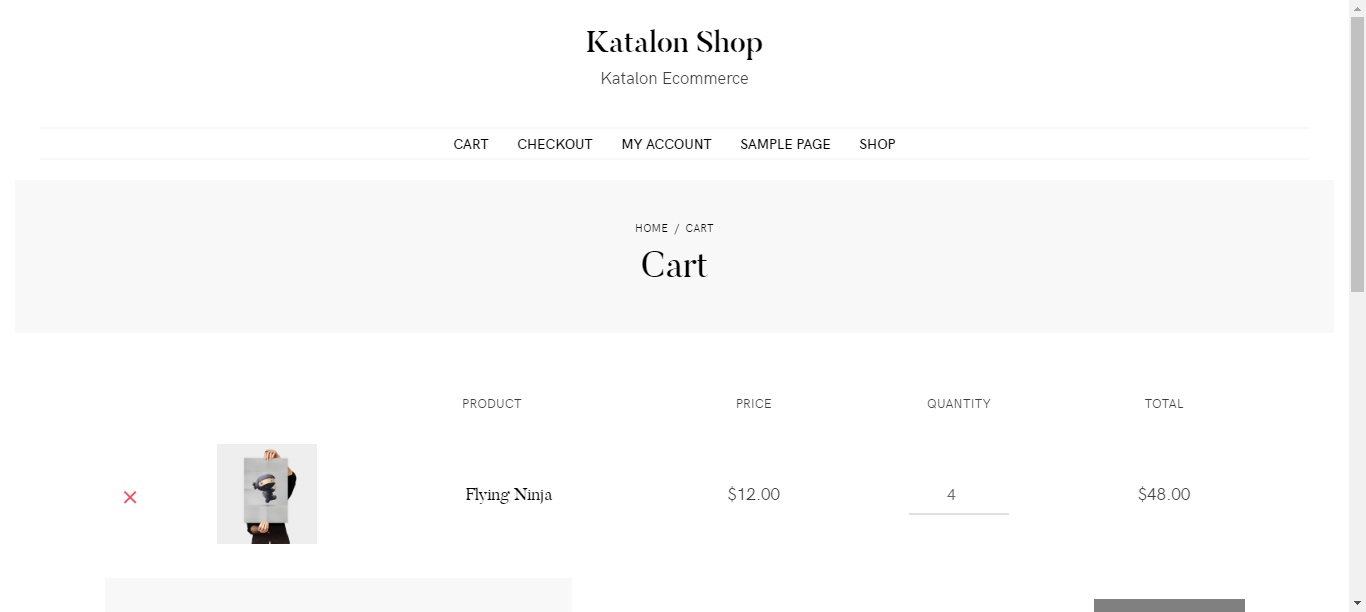 Katalon Shop
Katalon Ecommerce
CART CHECKOUT MY ACCOUNT SAMPLE PAGE SHOP
HOME / CART
Cart
PRODUCT PRICE QUANTITY TOTAL
Flying Ninja $12.00 4 $48.00